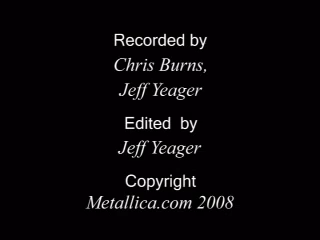 Recorded by
Chris Burns,
Jeff Yeager
Edited by
Jeff Yeager
Copyright
Metallica.com 2008